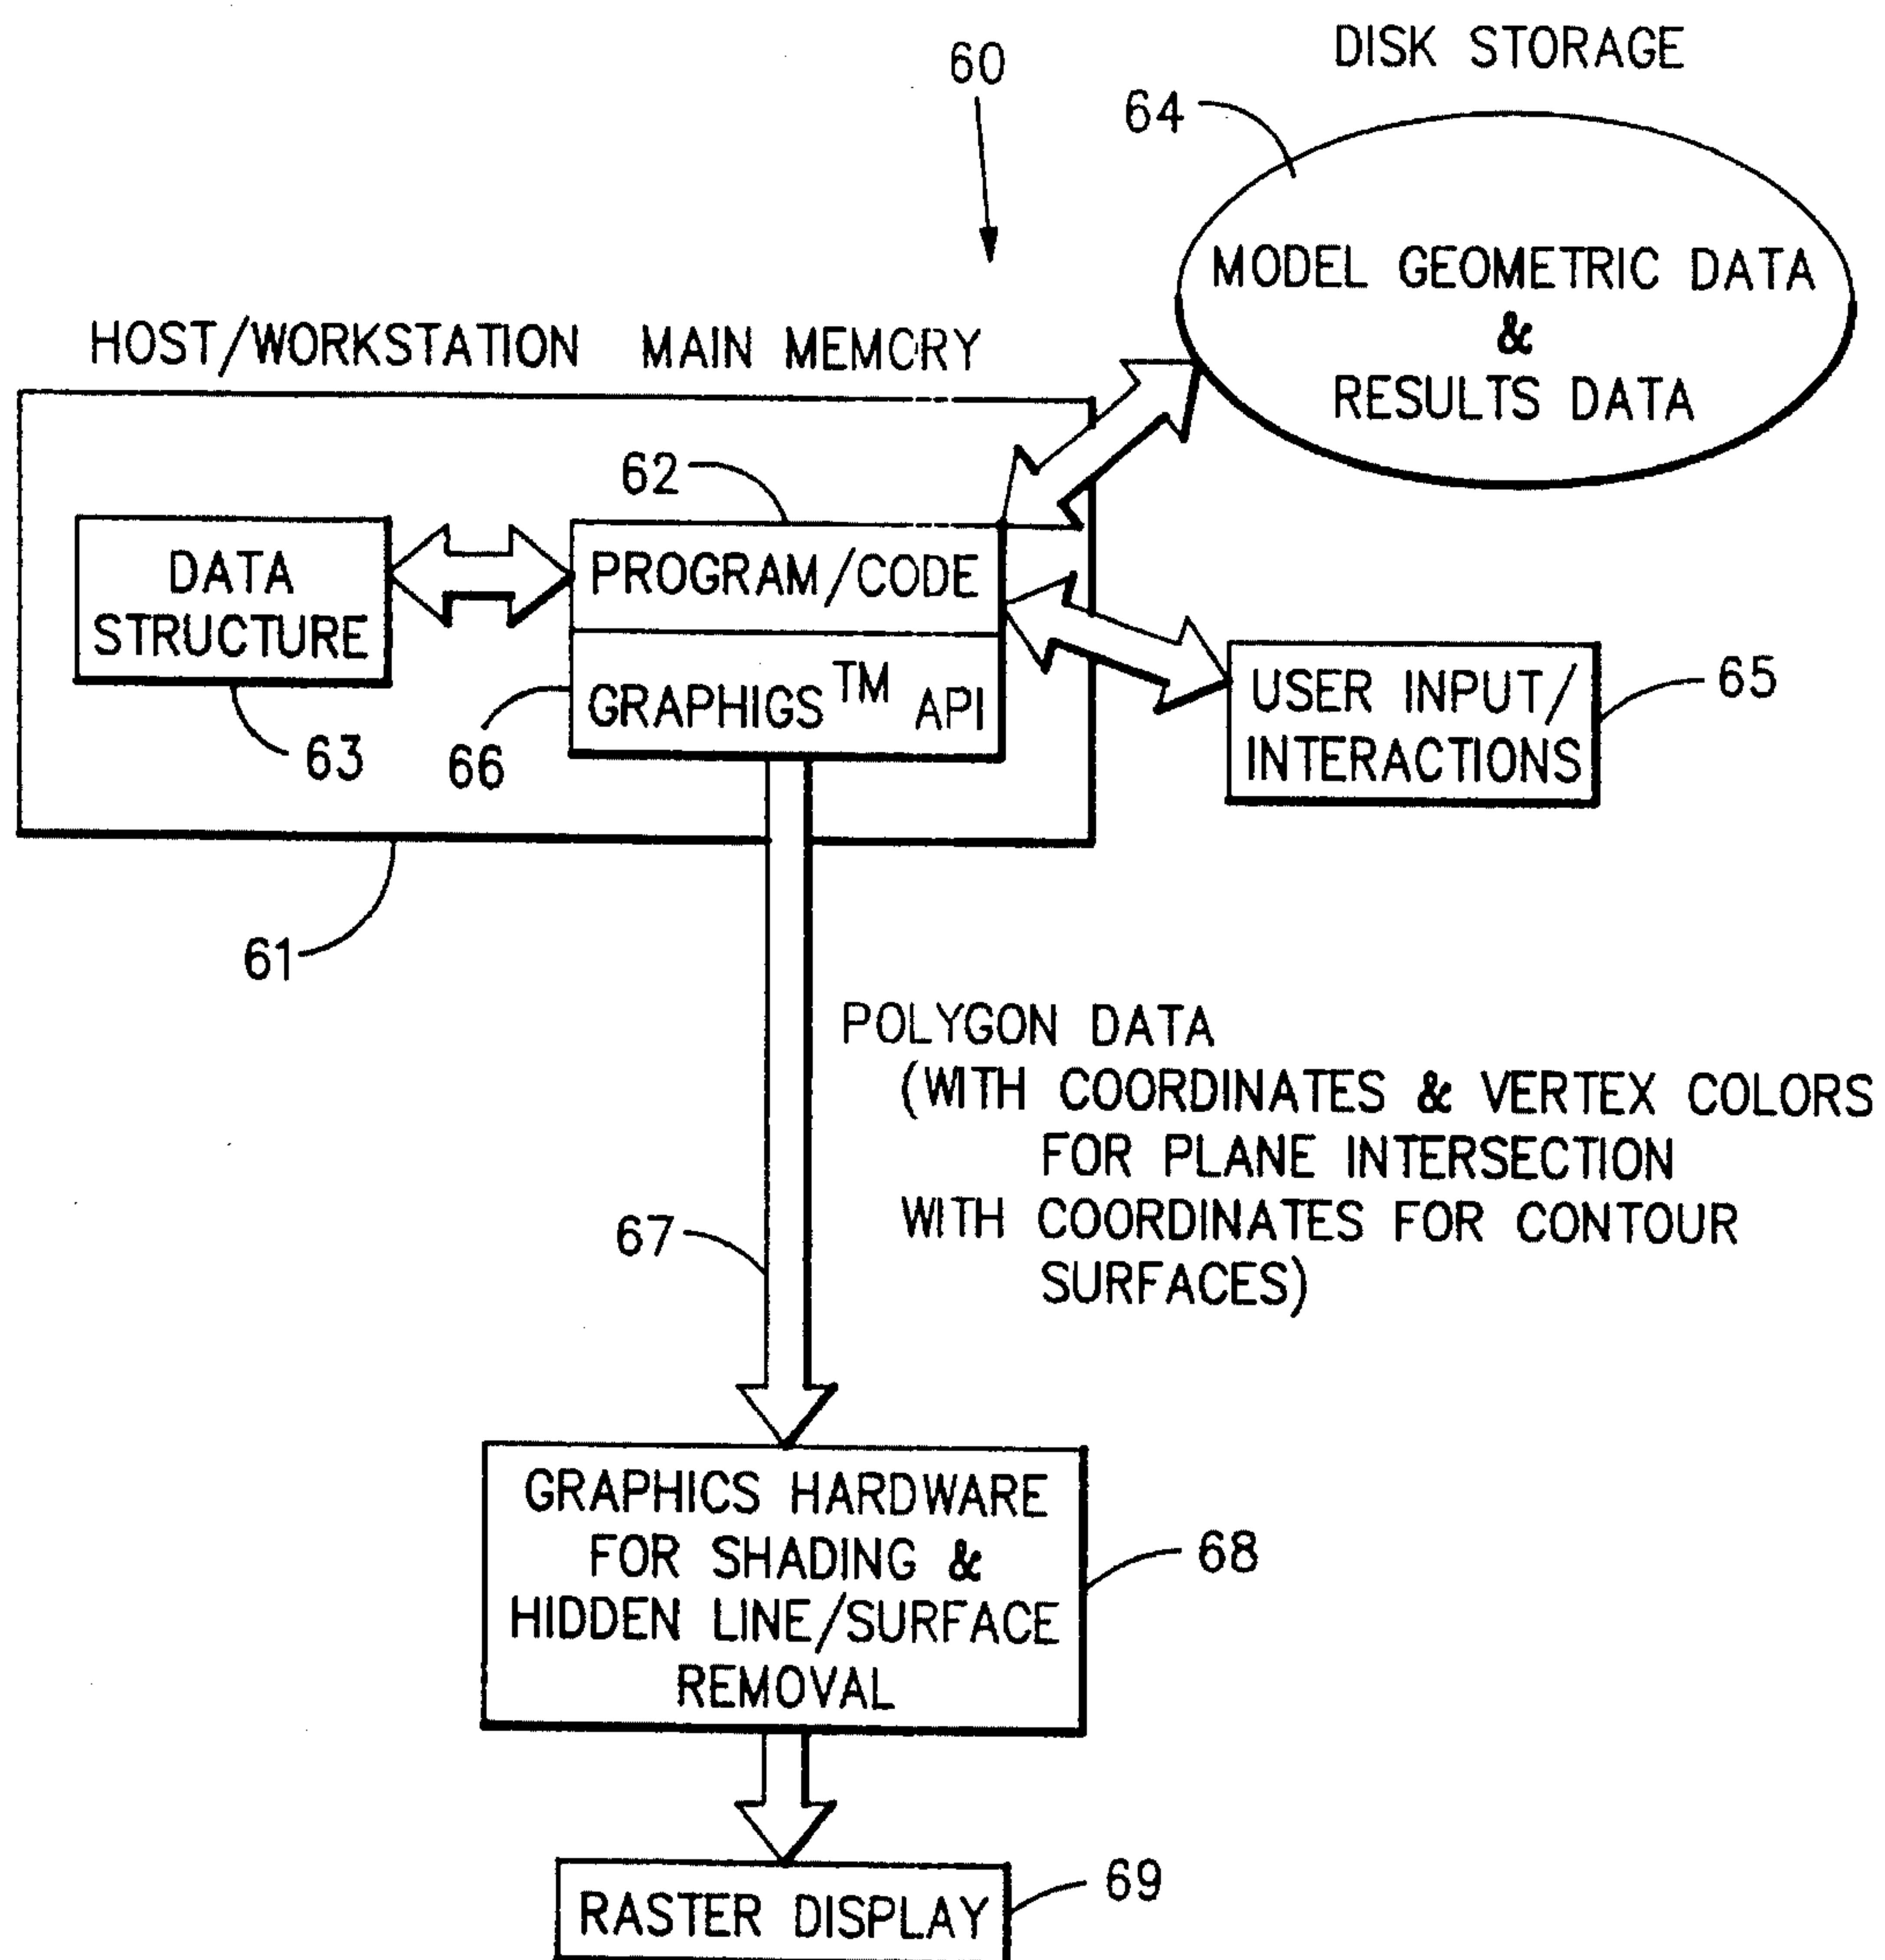 60
DISK STORAGE
64
MODEL GEOMETRIC DATA
&
RESULTS DATA
HOST/WORKSTATION MAIN MEMORY
62
DATA
STRUCTURE
PROGRAM/CODE
GRAPHIGS™ API
63
66
USER INPUT/
INTERACTIONS
65
61
POLYGON DATA
(WITH COORDINATES & VERTEX COLORS
FOR PLANE INTERSECTION
WITH COORDINATES FOR CONTOUR
SURFACES)
67
GRAPHICS HARDWARE
FOR SHADING &
HIDDEN LINE/SURFACE
REMOVAL
68
RASTER DISPLAY
69